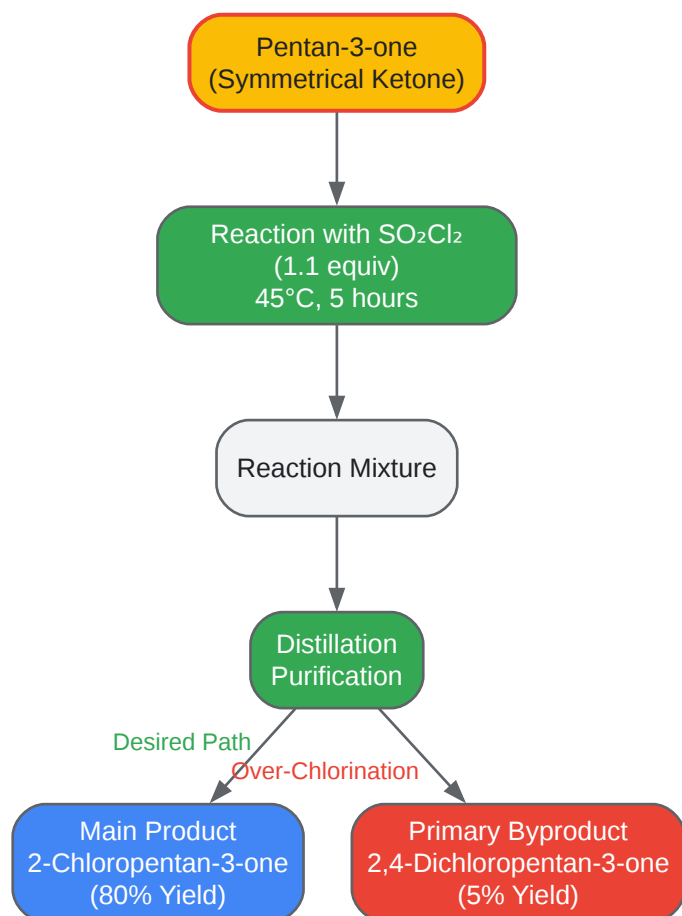 Pentan-3-one
(Symmetrical Ketone)
Reaction with SO₂Cl₂
(1.1 equiv)
45°C, 5 hours
Reaction Mixture
Distillation
Purification
Desired Path
Over-Chlorination
Main Product
2-Chloropentan-3-one
(80% Yield)
Primary Byproduct
2,4-Dichloropentan-3-one
(5% Yield)